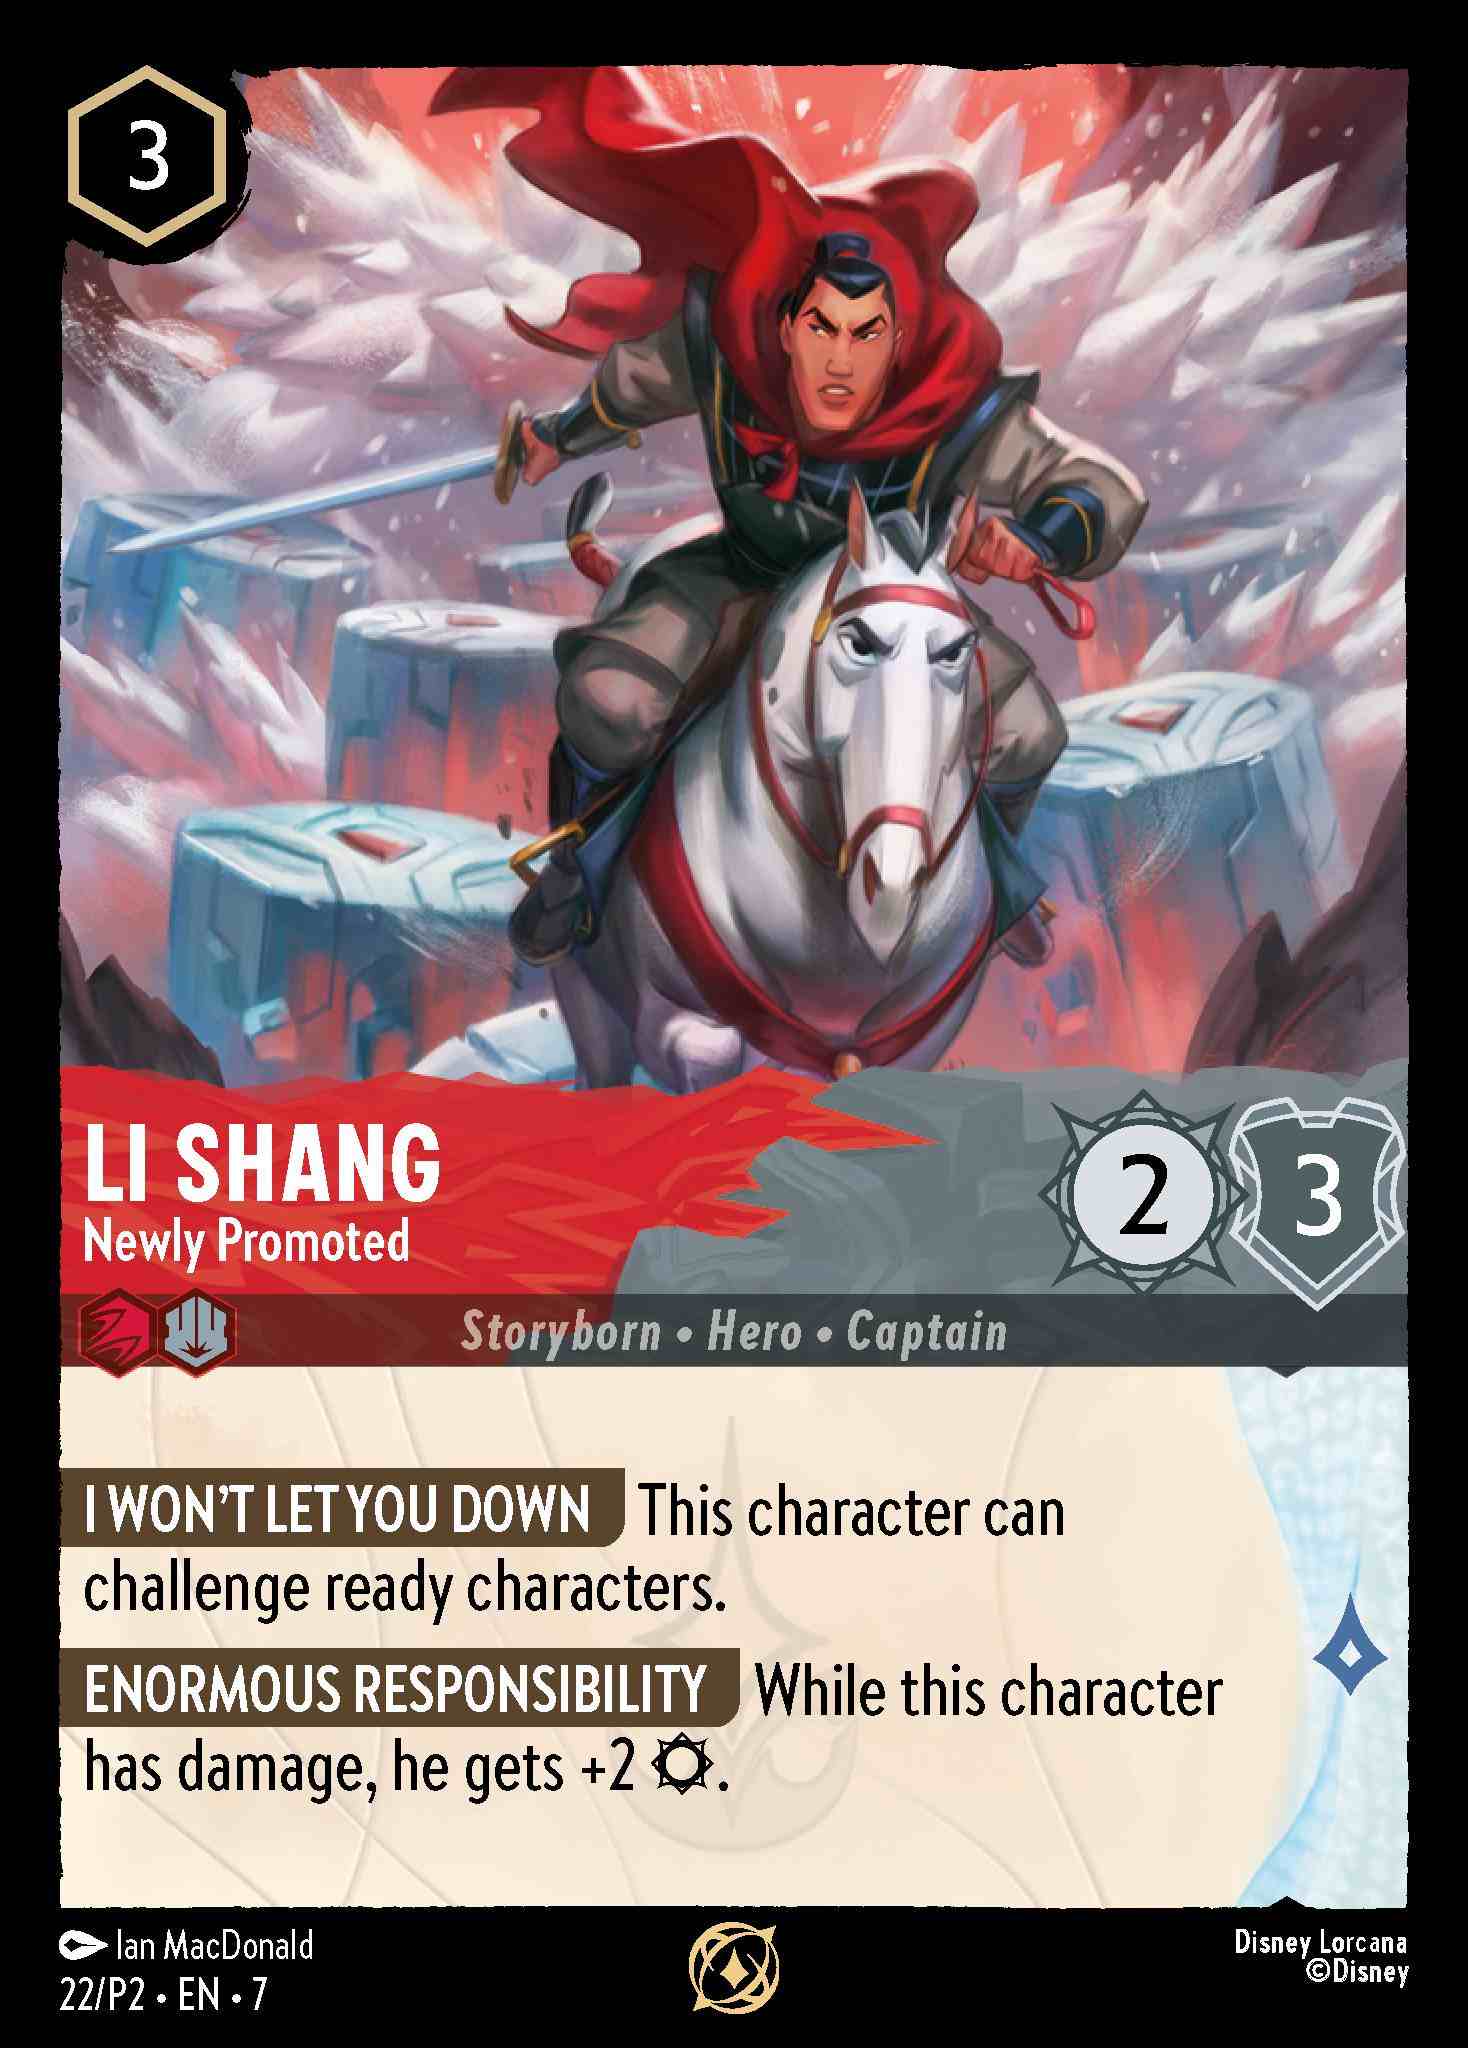 3
LI SHANG
Newly Promoted
2
3
Storyborn • Hero • Captain
I WON'T LET YOU DOWN This character can
challenge ready characters.
ENORMOUS RESPONSIBILITY While this character
has damage, he gets +2 .
Ian MacDonald
22/P2 • EN • 7
Disney Lorcana
©Disney